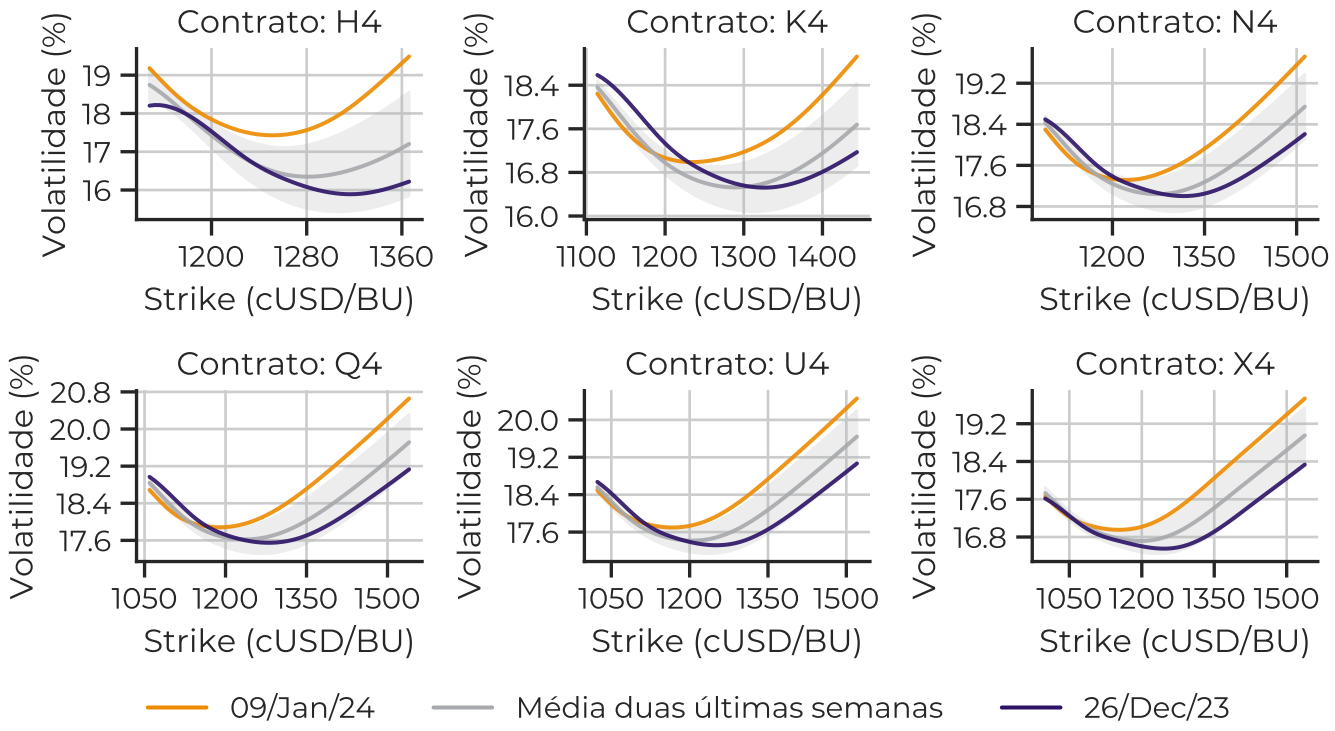 Contrato: H4
Volatilidade (%)
19
18
17
16
1200 1280 1360
Strike (cUSD/BU)
Contrato: K4
Volatilidade (%)
18.4
17.6
16.8
16.0
1100 1200 1300 1400
Strike (cUSD/BU)
Contrato: N4
Volatilidade (%)
19.2
18.4
17.6
16.8
1200 1350 1500
Strike (cUSD/BU)
Contrato: Q4
Volatilidade (%)
20.8
20.0
19.2
18.4
17.6
1050 1200 1350 1500
Strike (cUSD/BU)
Contrato: U4
Volatilidade (%)
20.0
19.2
18.4
17.6
1050 1200 1350 1500
Strike (cUSD/BU)
Contrato: X4
Volatilidade (%)
19.2
18.4
17.6
16.8
1050 1200 1350 1500
Strike (cUSD/BU)
09/Jan/24 Média duas últimas semanas 26/Dec/23